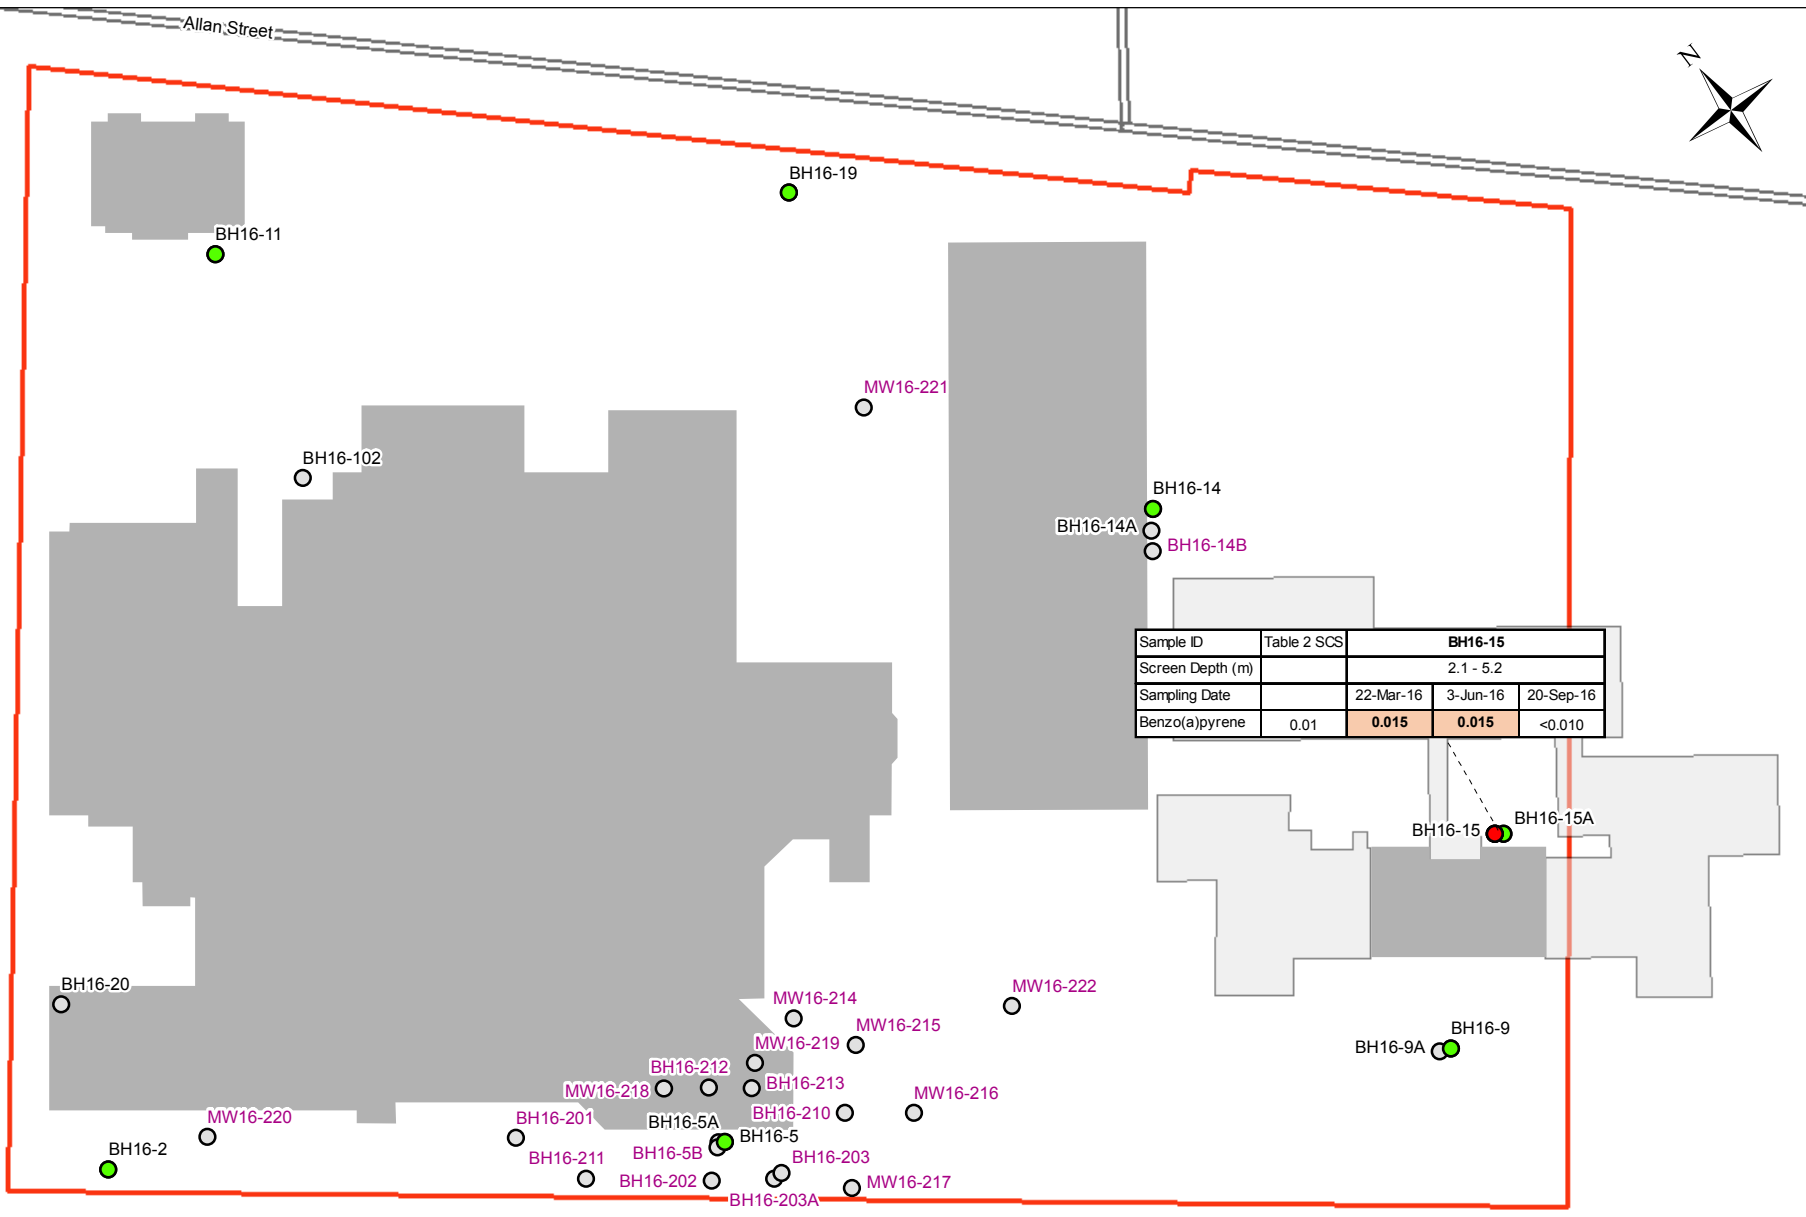 Allan Street
N
BH16-19
BH16-11
MW16-221
BH16-102
BH16-14
BH16-14A
BH16-14B
Sample ID Table 2 SCS BH16-15
Screen Depth (m) 2.1 - 5.2
Sampling Date 22-Mar-16 3-Jun-16 20-Sep-16
Benzo(a)pyrene 0.01 0.015 0.015 <0.010
BH16-15A
BH16-15
BH16-20
MW16-222
MW16-214
MW16-215
BH16-9
BH16-9A
MW16-219
BH16-212
BH16-213
MW16-218
MW16-216
BH16-210
MW16-220
BH16-201
BH16-5A
BH16-5
BH16-2
BH16-5B
BH16-211
BH16-203
BH16-202
MW16-217
BH16-203A